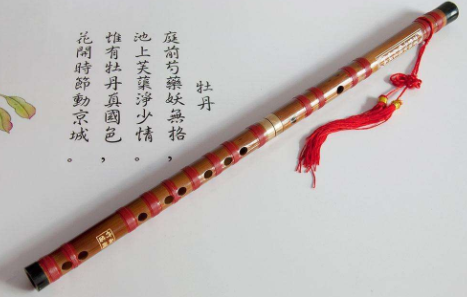 牡丹
庭前芍藥妖無格，
池上芙蕖淨少情。
惟有牡丹真國色，
花開時節動京城。